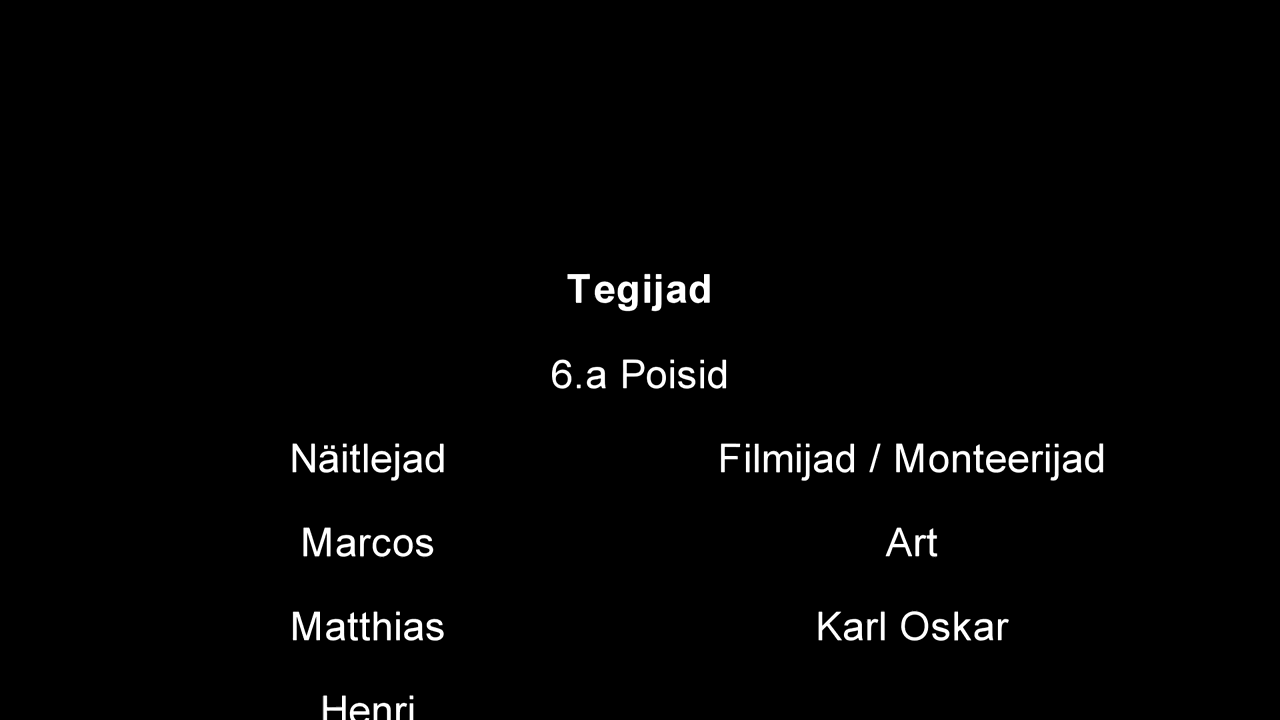 Tegijad
6.a Poisid
Näitlejad Filmijad / Monteerijad
Marcos Art
Matthias Karl Oskar
Henri